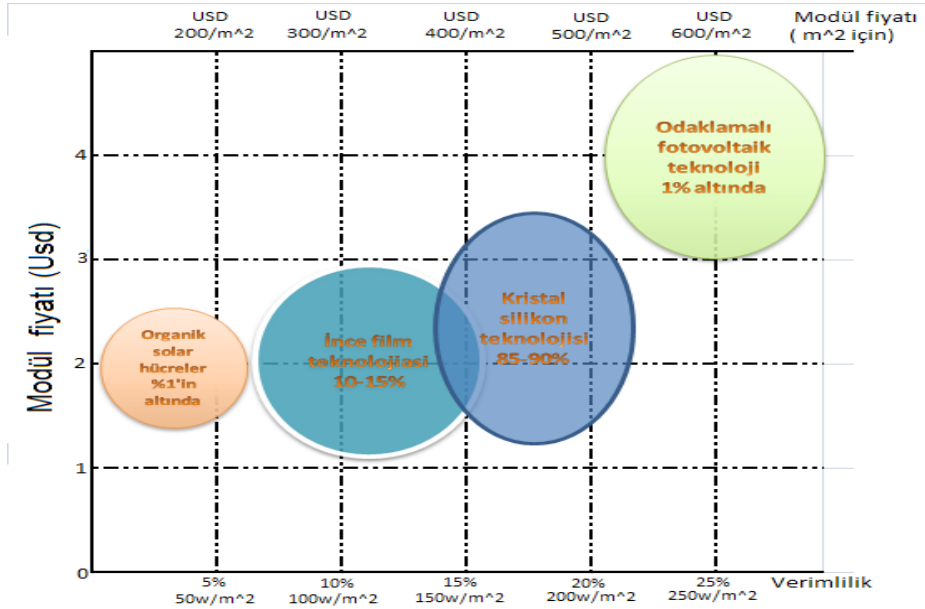 USD USD USD USD USD Modül fiyatı
200/m^2 300/m^2 400/m^2 500/m^2 600/m^2 ( m^2 için)
Modül fiyatı (Usd)
4
3
2
1
0
Odaklamalı
fotovoltaik
teknoloji
1% altında
Kristal
silikon
teknolojisi
85-90%
İnce film
teknolojiasi
10-15%
Organik
solar
hücreler
%1'in
altında
5% 10% 15% 20% 25% Verimlilik
50w/m^2 100w/m^2 150w/m^2 200w/m^2 250w/m^2